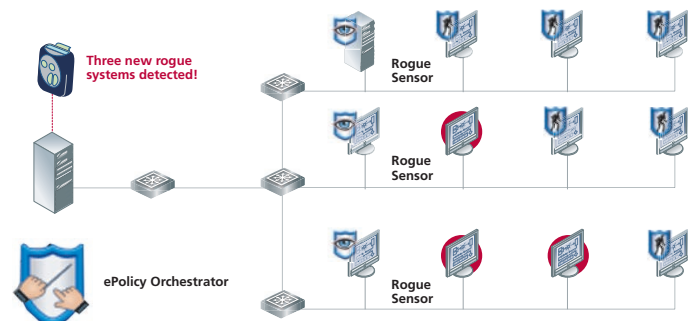 Three new rogue
systems detected!
Rogue
Sensor
Rogue
Sensor
ePolicy Orchestrator
Rogue
Sensor